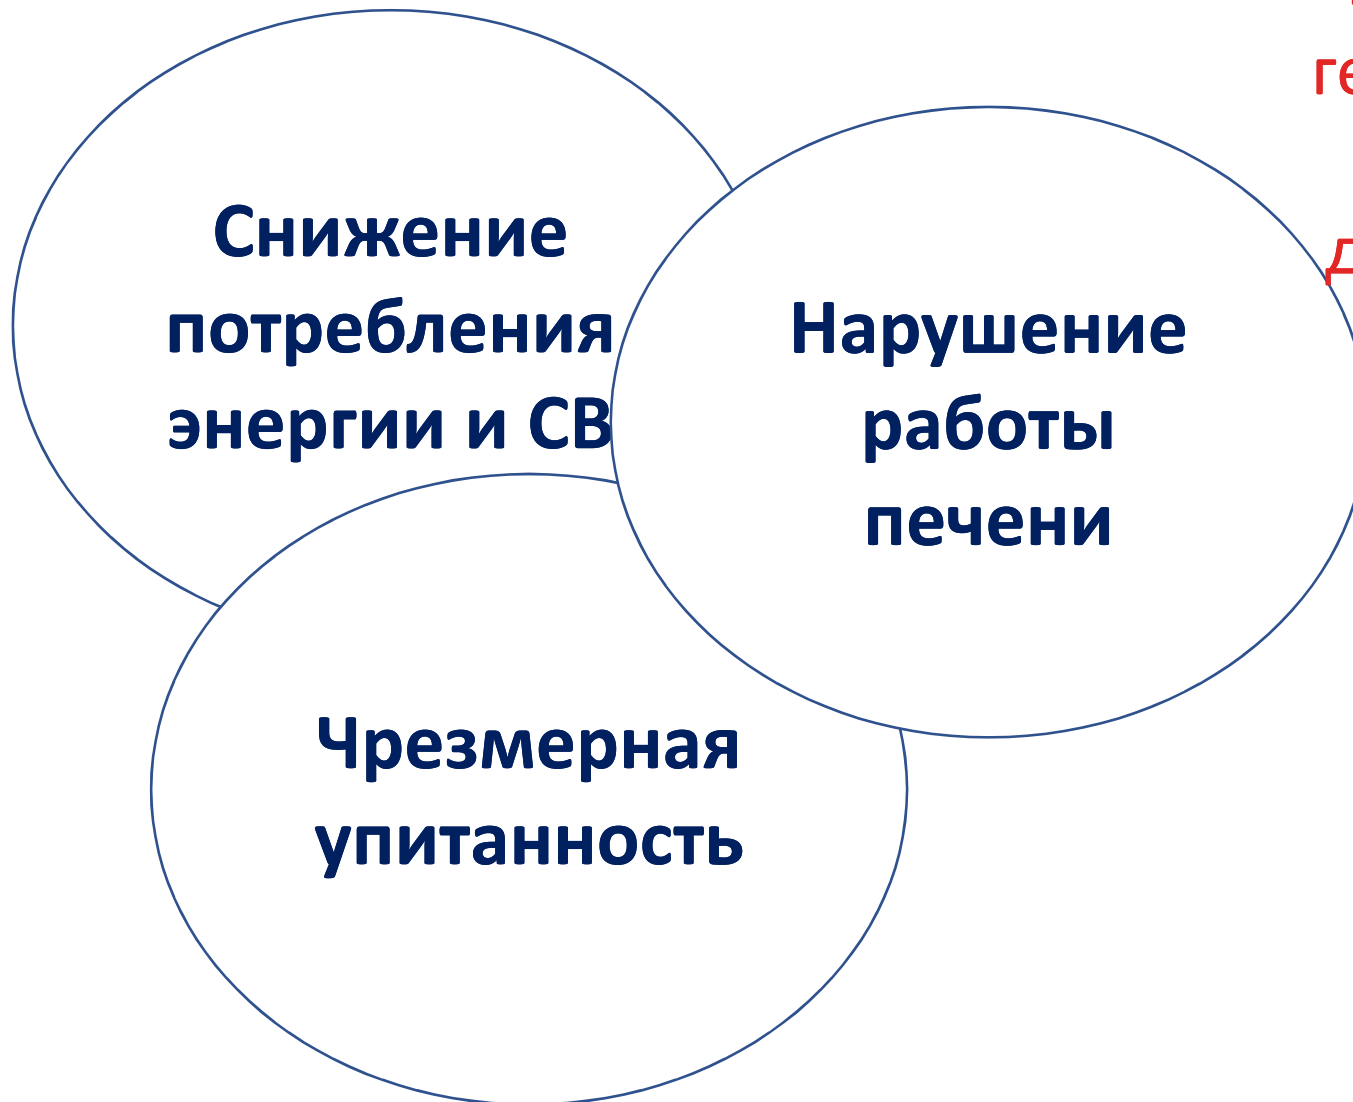 Снижение
потребления
энергии и СВ
Нарушение
работы
печени
Чрезмерная
упитанность